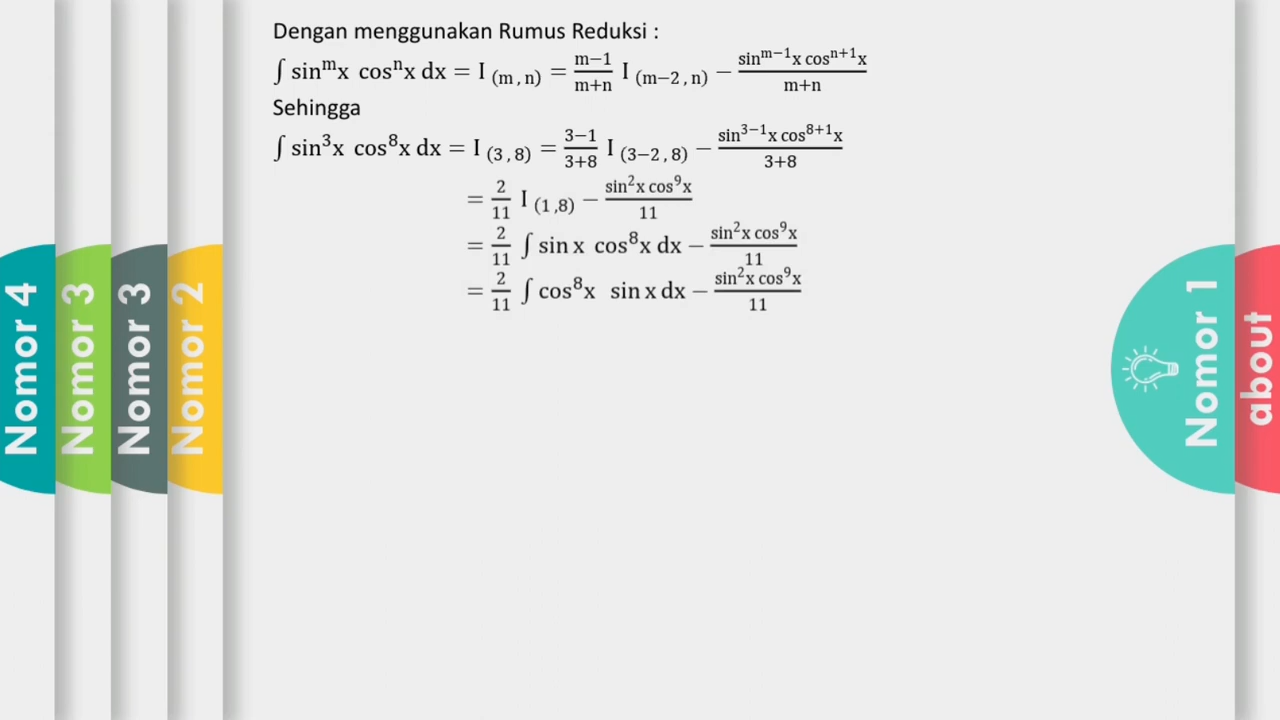 Dengan menggunakan Rumus Reduksi :
∫ sinᵐx cosⁿx dx = I (m , n) = m−1/m+n I (m−2 , n) − sinᵐ⁻¹x cosⁿ⁺¹x/m+n
Sehingga
∫ sin³x cos⁸x dx = I (3 , 8) = 3−1/3+8 I (3−2 , 8) − sin³⁻¹x cos⁸⁺¹x/3+8
= 2/11 I (1 ,8) − sin²x cos⁹x/11
= 2/11 ∫ sin x cos⁸x dx − sin²x cos⁹x/11
= 2/11 ∫ cos⁸x sin x dx − sin²x cos⁹x/11
Nomor 4
Nomor 3
Nomor 3
Nomor 2
Nomor 1
about